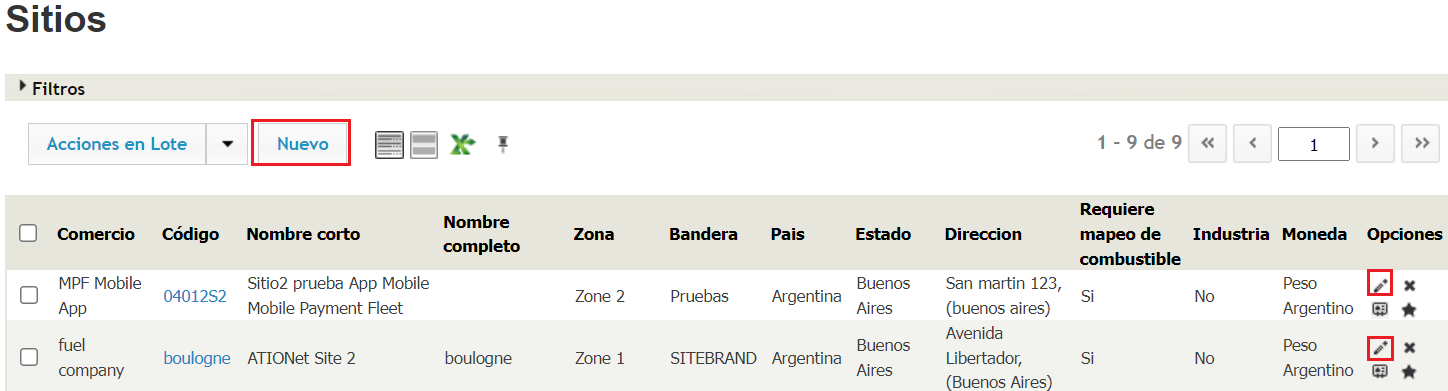 Sitios
Filtros
Acciones en Lote
Nuevo
1 - 9 de 9
1
Comercio Código Nombre corto Nombre completo Zona Bandera Pais Estado Direccion Requiere mapeo de combustible Industria Moneda Opciones
MPF Mobile App 04012S2 Sitio2 prueba App Mobile Mobile Payment Fleet Zone 2 Pruebas Argentina Buenos Aires San martin 123, (buenos aires) Si No Peso Argentino
fuel company boulogne ATIONet Site 2 boulogne Zone 1 SITEBRAND Argentina Buenos Aires Avenida Libertador, (Buenos Aires) Si No Peso Argentino